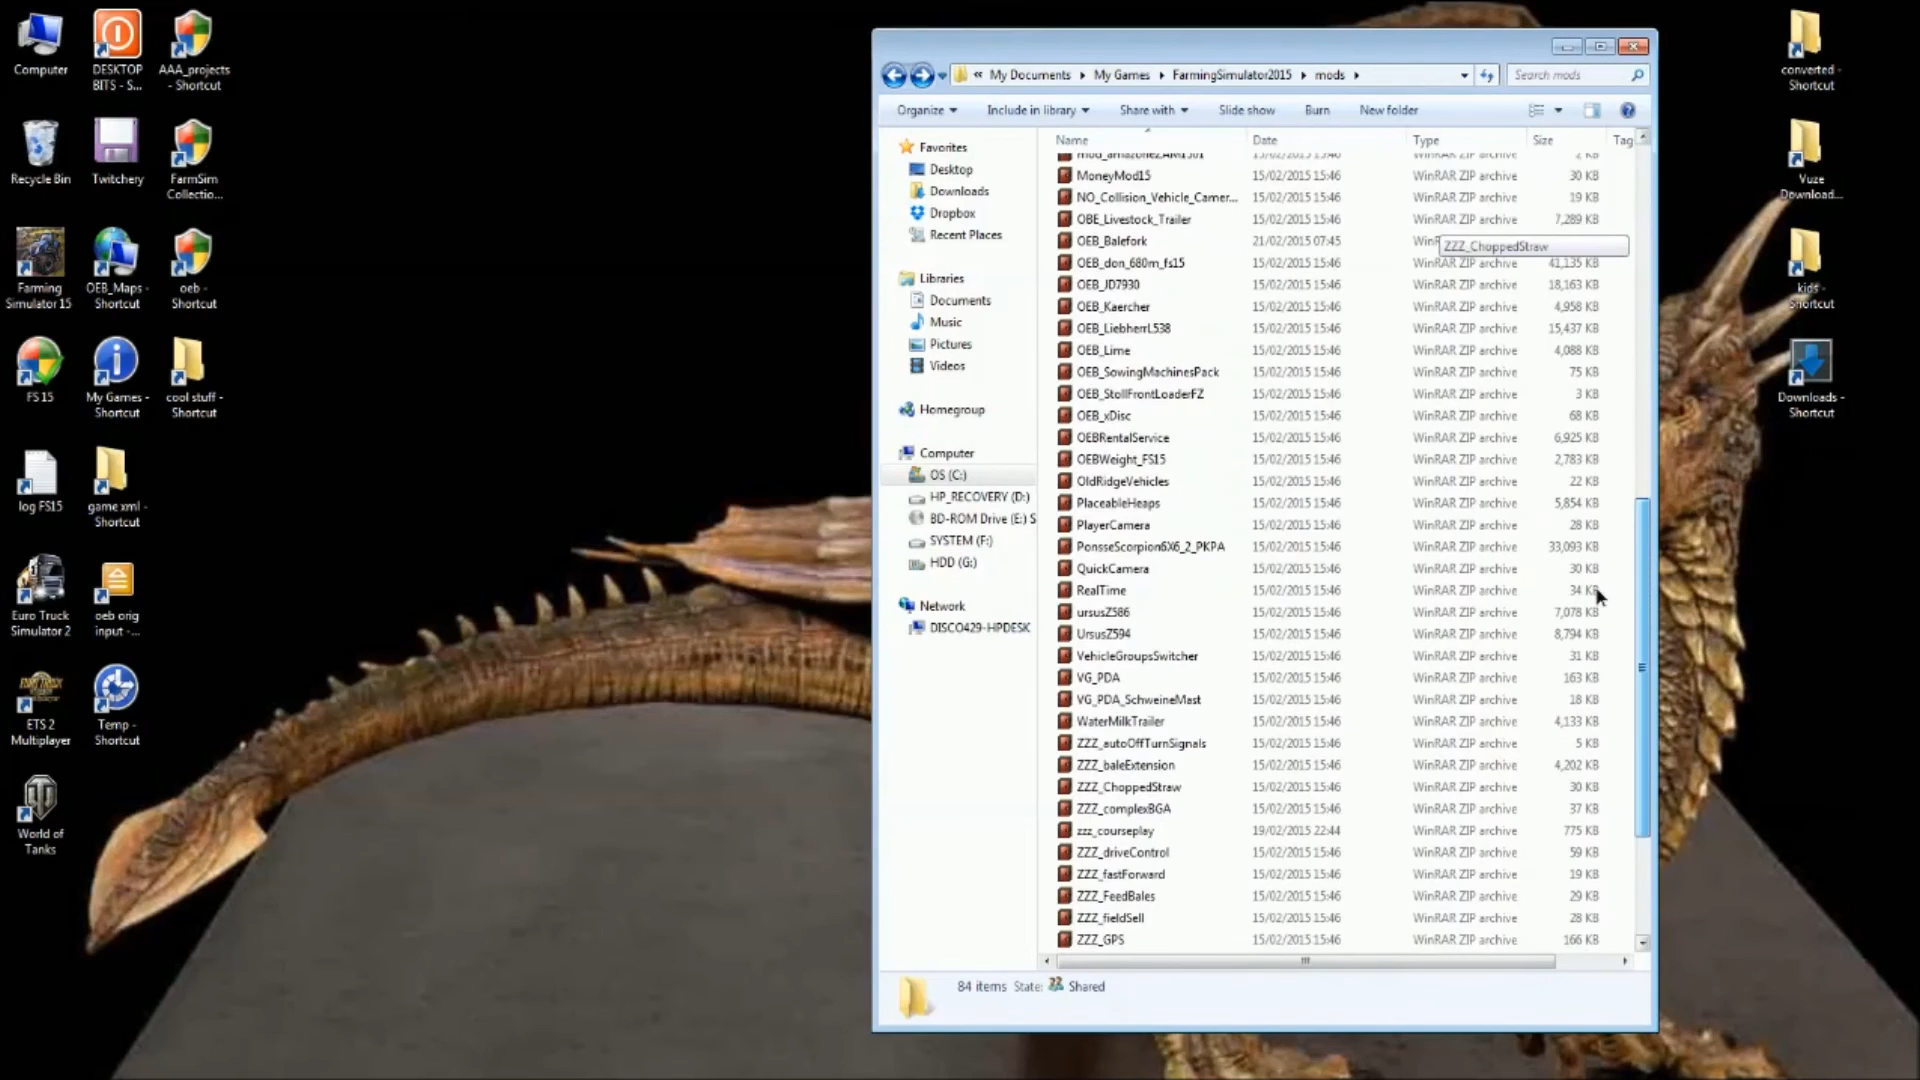 Computer
DESKTOP
BITS - S...
AAA_projects
- Shortcut
Recycle Bin
Twitchery
FarmSim
Collectio...
Farming
Simulator 15
OEB_Maps -
Shortcut
oeb -
Shortcut
FS 15
My Games -
Shortcut
cool stuff -
Shortcut
log FS15
game xml -
Shortcut
Euro Truck
Simulator 2
oeb orig
input -...
ETS 2
Multiplayer
Temp -
Shortcut
World of
Tanks
« My Documents My Games FarmingSimulator2015 mods
Search mods
Organize Include in library Share with Slide show Burn New folder
Favorites
Desktop
Downloads
Dropbox
Recent Places
Libraries
Documents
Music
Pictures
Videos
Homegroup
Computer
OS (C:)
HP_RECOVERY (D:)
BD-ROM Drive (E:) S
SYSTEM (F:)
HDD (G:)
Network
DISCO429-HPDESK
Name Date Type Size Tag
15/02/2015 15:46 WinRAR ZIP archive 2 KB
MoneyMod15 15/02/2015 15:46 WinRAR ZIP archive 30 KB
NO_Collision_Vehicle_Camer... 15/02/2015 15:46 WinRAR ZIP archive 19 KB
OBE_Livestock_Trailer 15/02/2015 15:46 WinRAR ZIP archive 7,289 KB
OEB_Balefork 21/02/2015 07:45 WinR
ZZZ_ChoppedStraw
OEB_don_680m_fs15 15/02/2015 15:46 WinRAR ZIP archive 41,135 KB
OEB_JD7930 15/02/2015 15:46 WinRAR ZIP archive 18,163 KB
OEB_Kaercher 15/02/2015 15:46 WinRAR ZIP archive 4,958 KB
OEB_LiebherrL538 15/02/2015 15:46 WinRAR ZIP archive 15,437 KB
OEB_Lime 15/02/2015 15:46 WinRAR ZIP archive 4,088 KB
OEB_SowingMachinesPack 15/02/2015 15:46 WinRAR ZIP archive 75 KB
OEB_StollFrontLoaderFZ 15/02/2015 15:46 WinRAR ZIP archive 3 KB
OEB_xDisc 15/02/2015 15:46 WinRAR ZIP archive 68 KB
OEBRentalService 15/02/2015 15:46 WinRAR ZIP archive 6,925 KB
OEBWeight_FS15 15/02/2015 15:46 WinRAR ZIP archive 2,783 KB
OldRidgeVehicles 15/02/2015 15:46 WinRAR ZIP archive 22 KB
PlaceableHeaps 15/02/2015 15:46 WinRAR ZIP archive 5,854 KB
PlayerCamera 15/02/2015 15:46 WinRAR ZIP archive 28 KB
PonsseScorpion6X6_2_PKPA 15/02/2015 15:46 WinRAR ZIP archive 33,093 KB
QuickCamera 15/02/2015 15:46 WinRAR ZIP archive 30 KB
RealTime 15/02/2015 15:46 WinRAR ZIP archive 34 KB
ursusZ586 15/02/2015 15:46 WinRAR ZIP archive 7,078 KB
UrsusZ594 15/02/2015 15:46 WinRAR ZIP archive 8,794 KB
VehicleGroupsSwitcher 15/02/2015 15:46 WinRAR ZIP archive 31 KB
VG_PDA 15/02/2015 15:46 WinRAR ZIP archive 163 KB
VG_PDA_SchweineMast 15/02/2015 15:46 WinRAR ZIP archive 18 KB
WaterMilkTrailer 15/02/2015 15:46 WinRAR ZIP archive 4,133 KB
ZZZ_autoOffTurnSignals 15/02/2015 15:46 WinRAR ZIP archive 5 KB
ZZZ_baleExtension 15/02/2015 15:46 WinRAR ZIP archive 4,202 KB
ZZZ_ChoppedStraw 15/02/2015 15:46 WinRAR ZIP archive 30 KB
ZZZ_complexBGA 15/02/2015 15:46 WinRAR ZIP archive 37 KB
zzz_courseplay 19/02/2015 22:44 WinRAR ZIP archive 775 KB
ZZZ_driveControl 15/02/2015 15:46 WinRAR ZIP archive 59 KB
ZZZ_fastForward 15/02/2015 15:46 WinRAR ZIP archive 19 KB
ZZZ_FeedBales 15/02/2015 15:46 WinRAR ZIP archive 29 KB
ZZZ_fieldSell 15/02/2015 15:46 WinRAR ZIP archive 28 KB
ZZZ_GPS 15/02/2015 15:46 WinRAR ZIP archive 166 KB
84 items State: Shared
converted -
Shortcut
Vuze
Download...
kids -
Shortcut
Downloads -
Shortcut